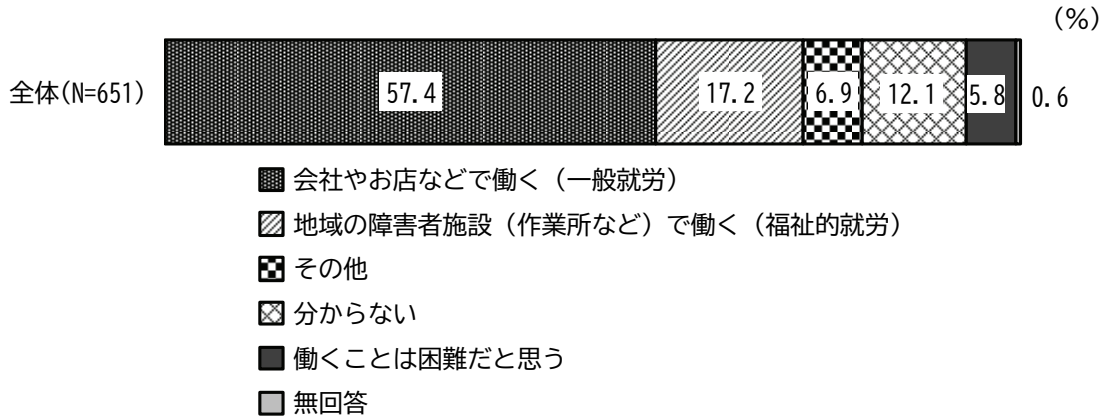 (%)
全体(N=651) 57.4 17.2 6.9 12.1 5.8 0.6
会社やお店などで働く（一般就労）
地域の障害者施設（作業所など）で働く（福祉的就労）
その他
分からない
働くことは困難だと思う
無回答